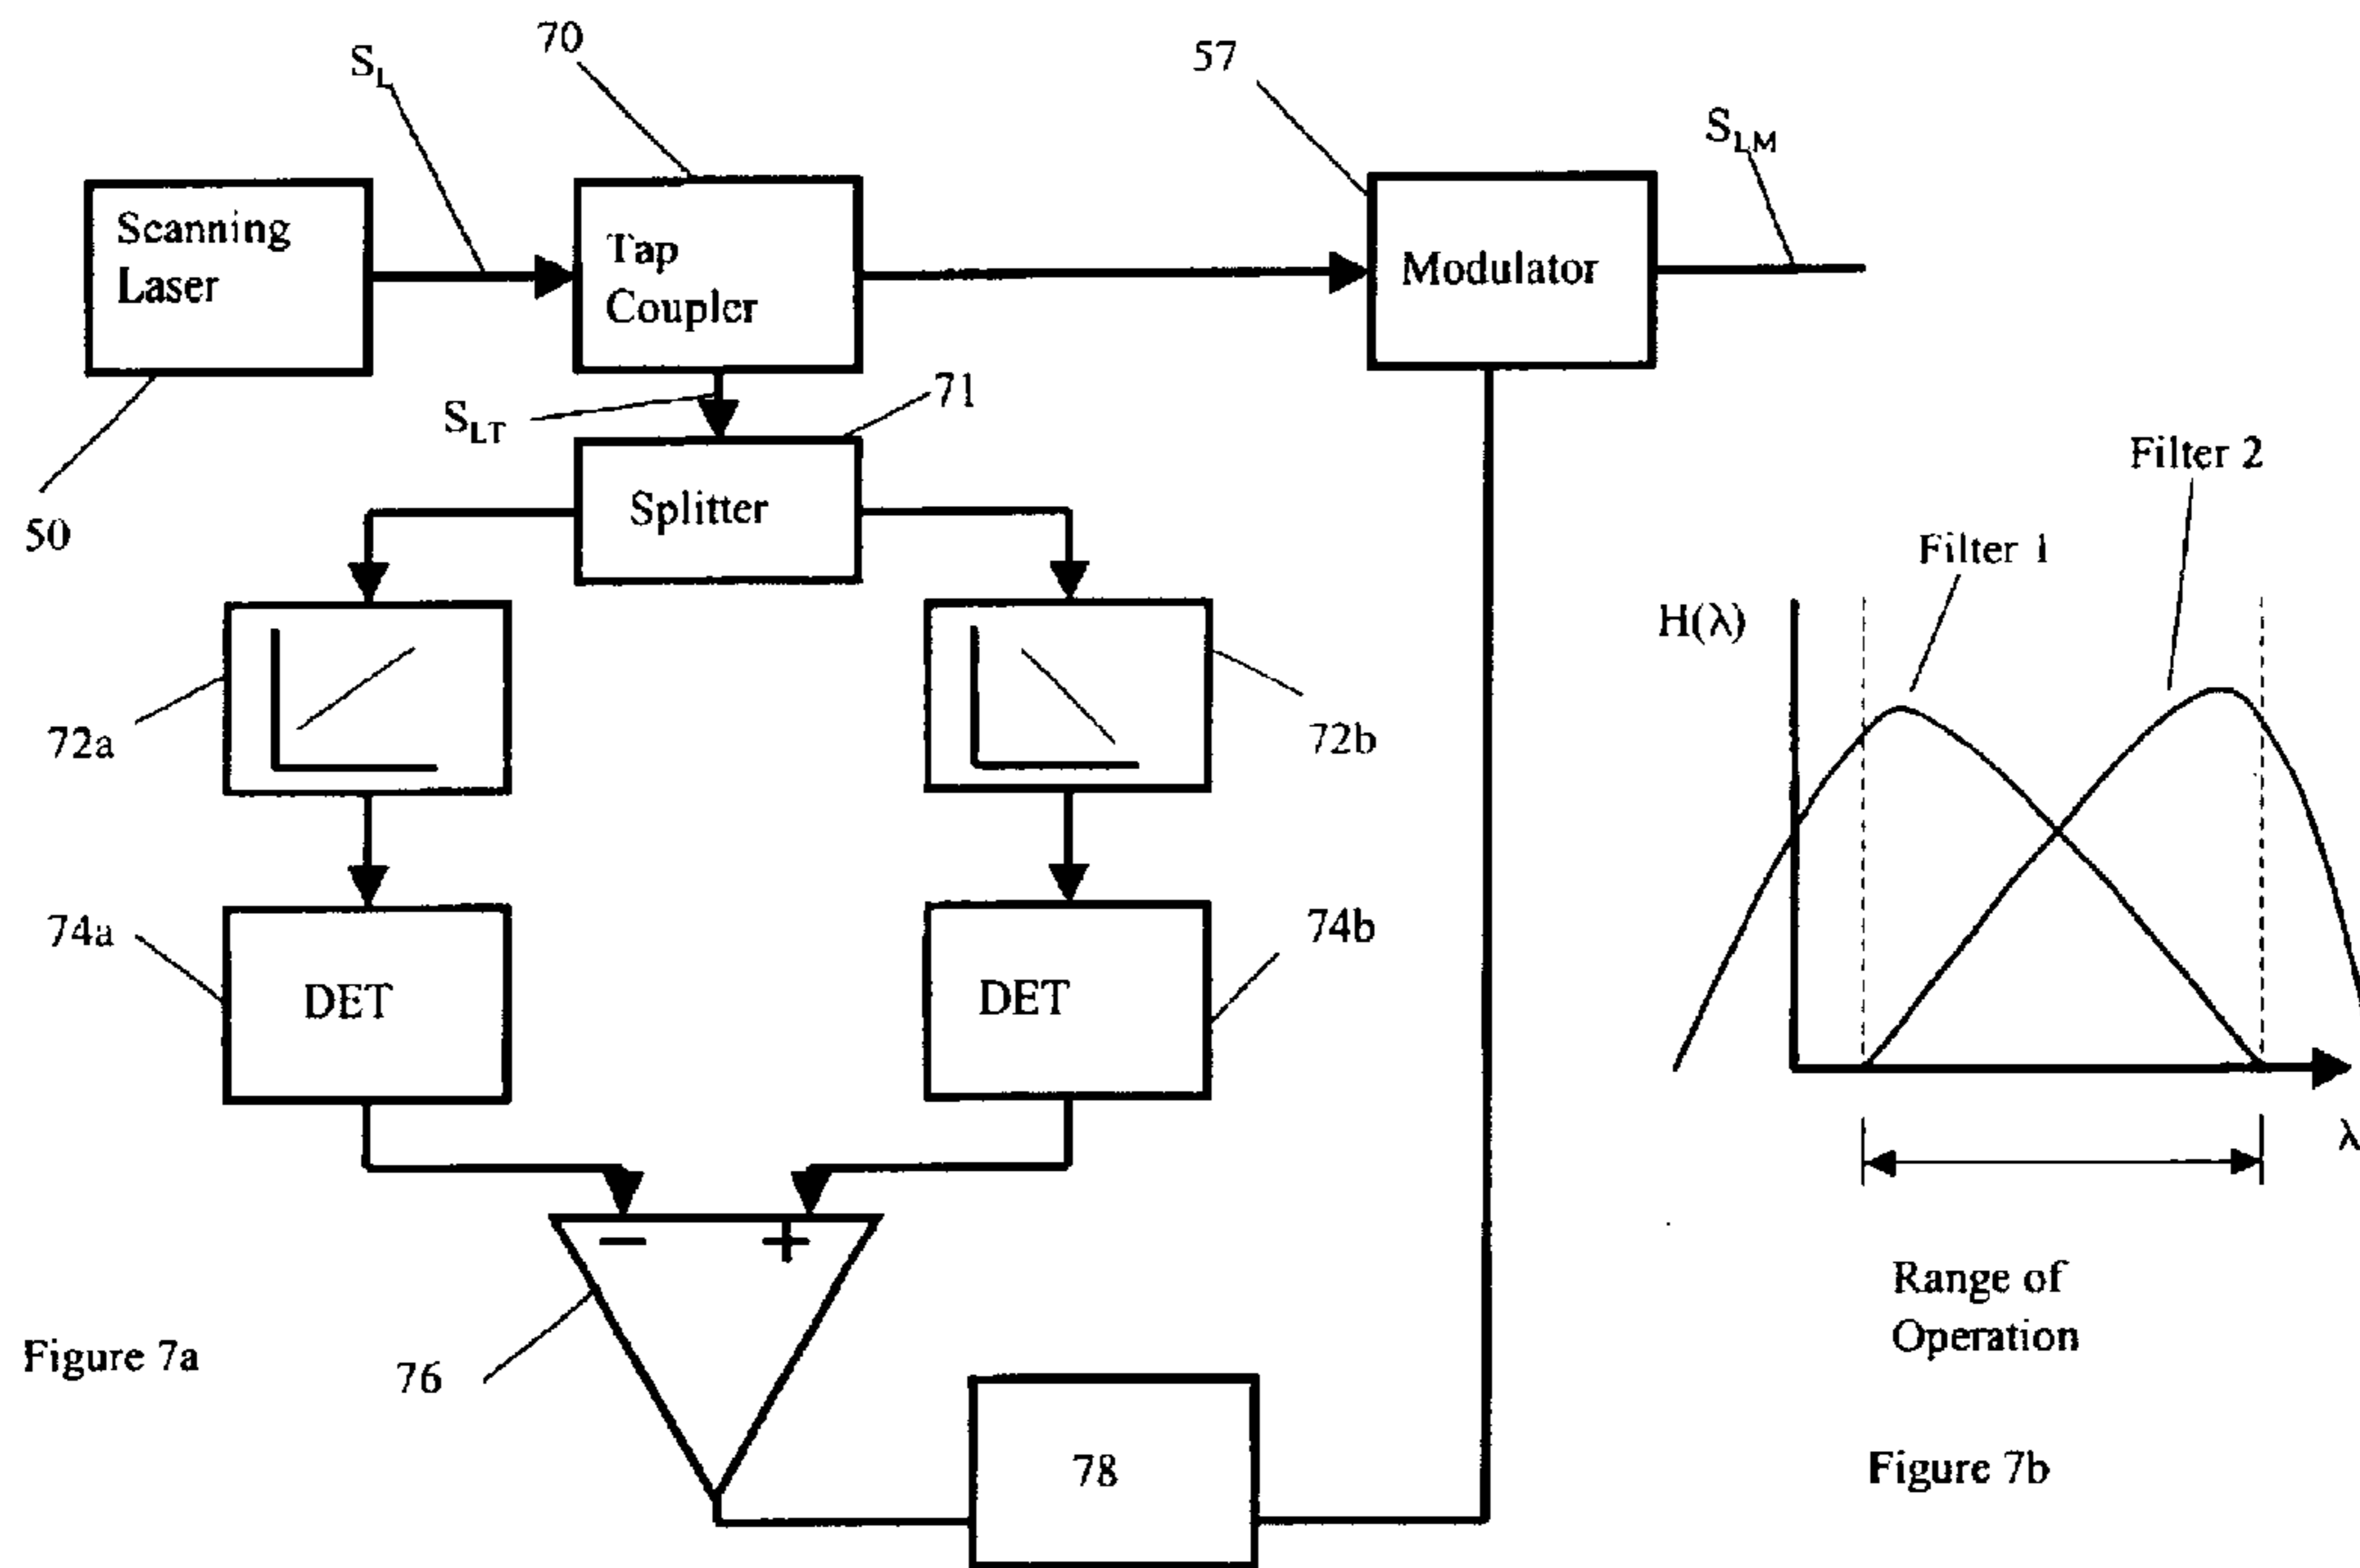 S_L
70
57
S_LM
Scanning
Laser
Tap
Coupler
Modulator
S_LT
71
50
Splitter
Filter 2
Filter 1
H(λ)
72a
72b
74a
DET
DET
74b
λ
− +
Range of
Operation
Figure 7a
76
78
Figure 7b